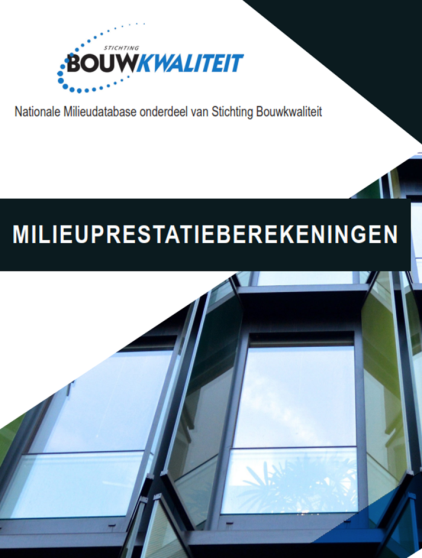 STICHTING
BOUWKWALITEIT
Nationale Milieudatabase onderdeel van Stichting Bouwkwaliteit
MILIEUPRESTATIEBEREKENINGEN